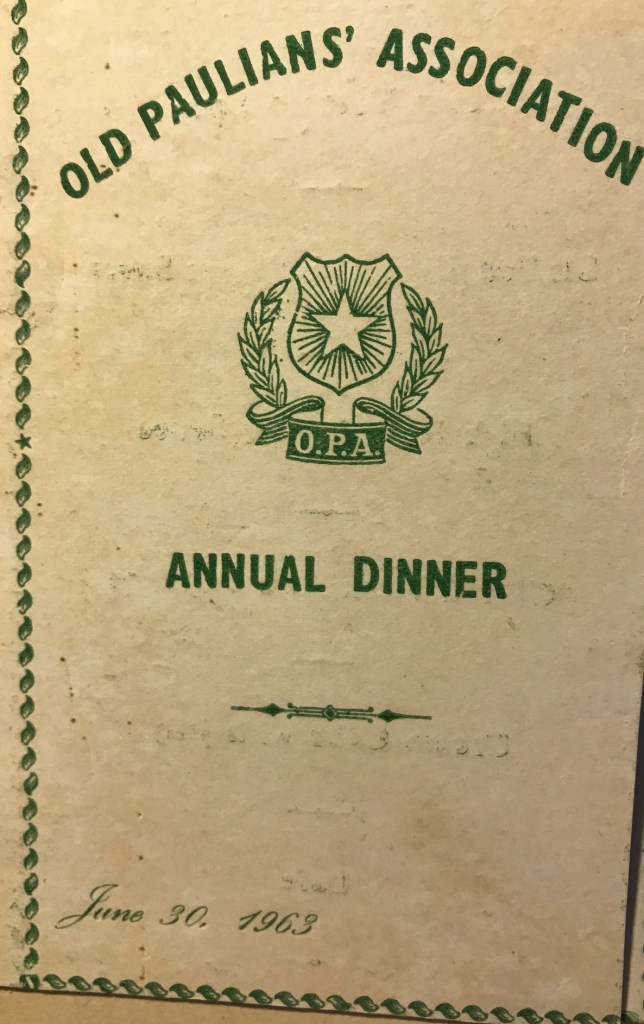 OLD PAULIANS' ASSOCIATION
O.P.A.
ANNUAL DINNER
June 30, 1963